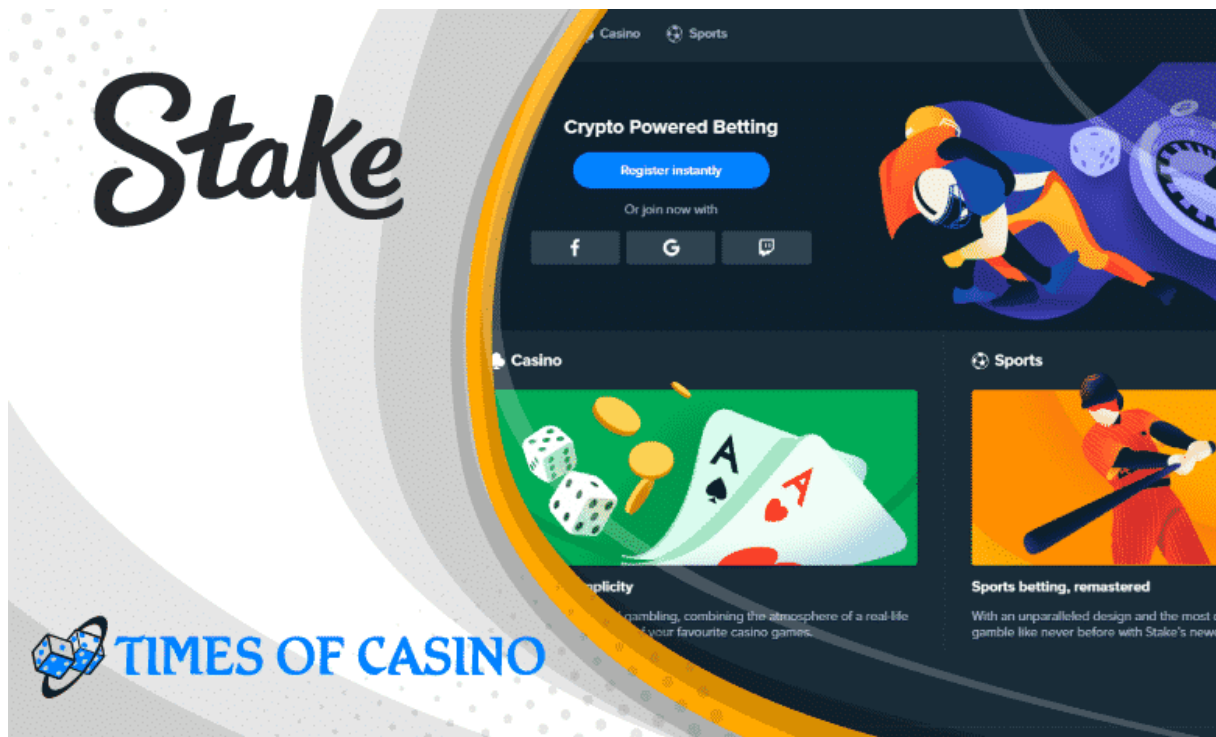 Stake
Casino
Sports
Crypto Powered Betting
Register instantly
Or join now with
f
G
Casino
Sports
A
A
Sports betting, remastered
gambling, combining the atmosphere of a real-life
your favourite casino games.
With an unparalleled design and the most
gamble like never before with Stake's
TIMES OF CASINO